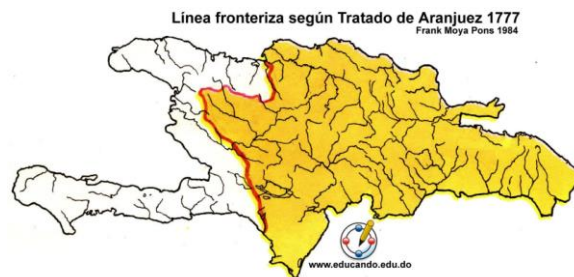 Línea fronteriza según Tratado de Aranjuez 1777
Frank Moya Pons 1984
www.educando.edu.do